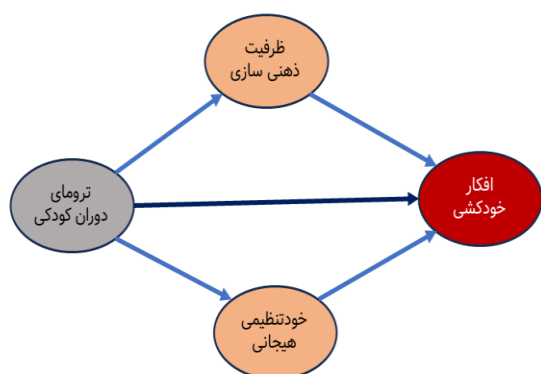 ظرفیت
ذهنی سازی
ترومای
دوران کودکی
افکار
خودکشی
خودتنظیمی
هیجانی